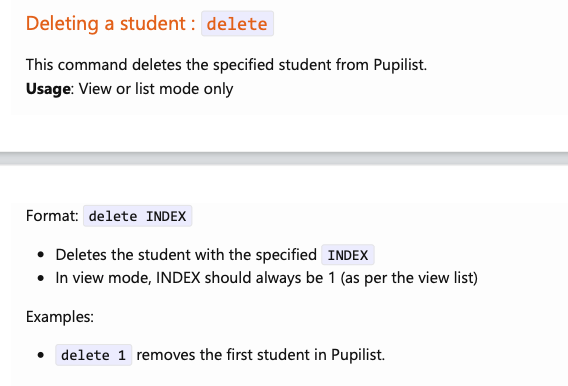 Deleting a student : delete
This command deletes the specified student from Pupilist.
Usage: View or list mode only
Format: delete INDEX
• Deletes the student with the specified INDEX
• In view mode, INDEX should always be 1 (as per the view list)
Examples:
• delete 1 removes the first student in Pupilist.